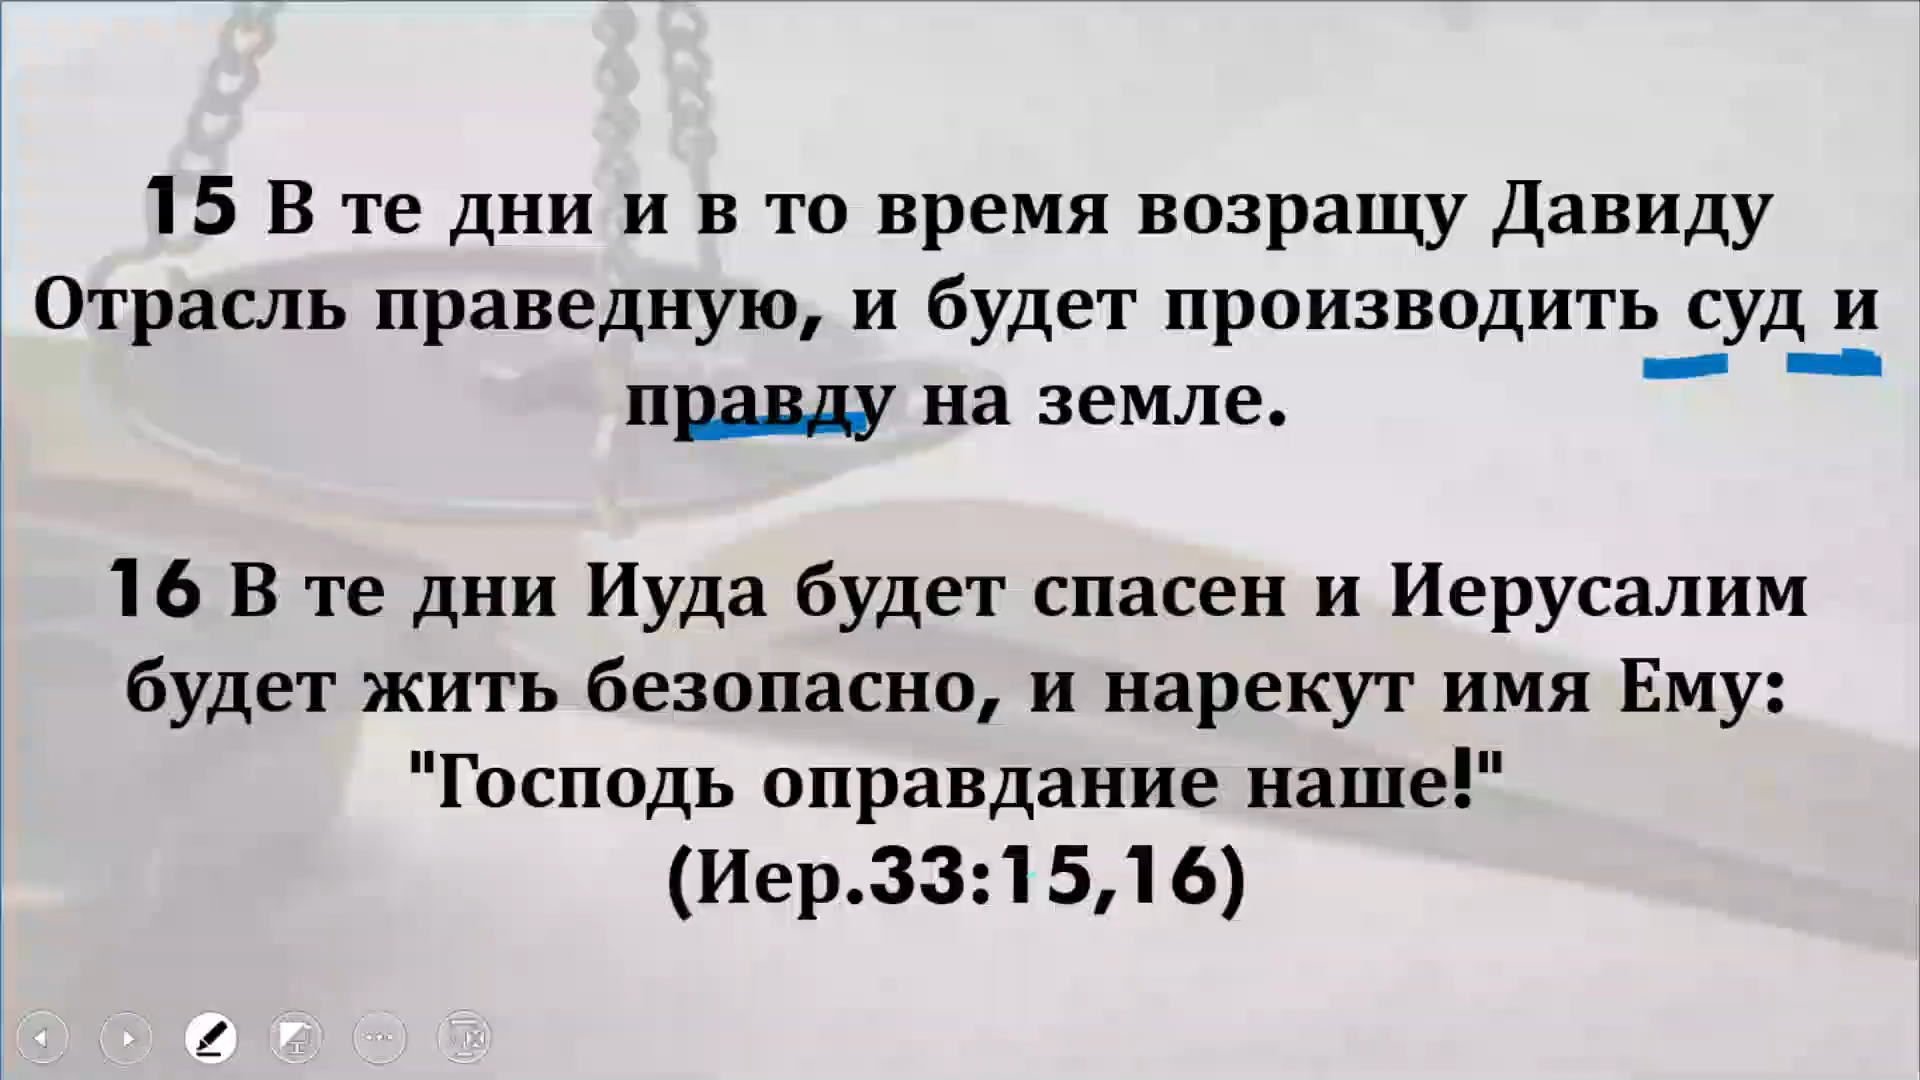 15 В те дни и в то время возращу Давиду
Отрасль праведную, и будет производить суд и
правду на земле.
16 В те дни Иуда будет спасен и Иерусалим
будет жить безопасно, и нарекут имя Ему:
"Господь оправдание наше!"
(Иер.33:15,16)